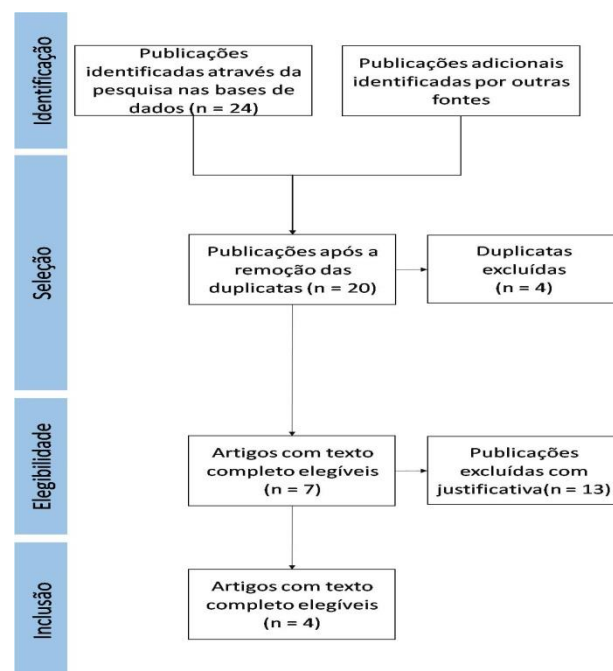 Identificação
Publicações
identificadas através da
pesquisa nas bases de
dados (n = 24)
Publicações adicionais
identificadas por outras
fontes
Seleção
Publicações após a
remoção das
duplicatas (n = 20)
Duplicatas
excluídas
(n = 4)
Elegibilidade
Artigos com texto
completo elegíveis
(n = 7)
Publicações
excluídas com
justificativa(n = 13)
Inclusão
Artigos com texto
completo elegíveis
(n = 4)